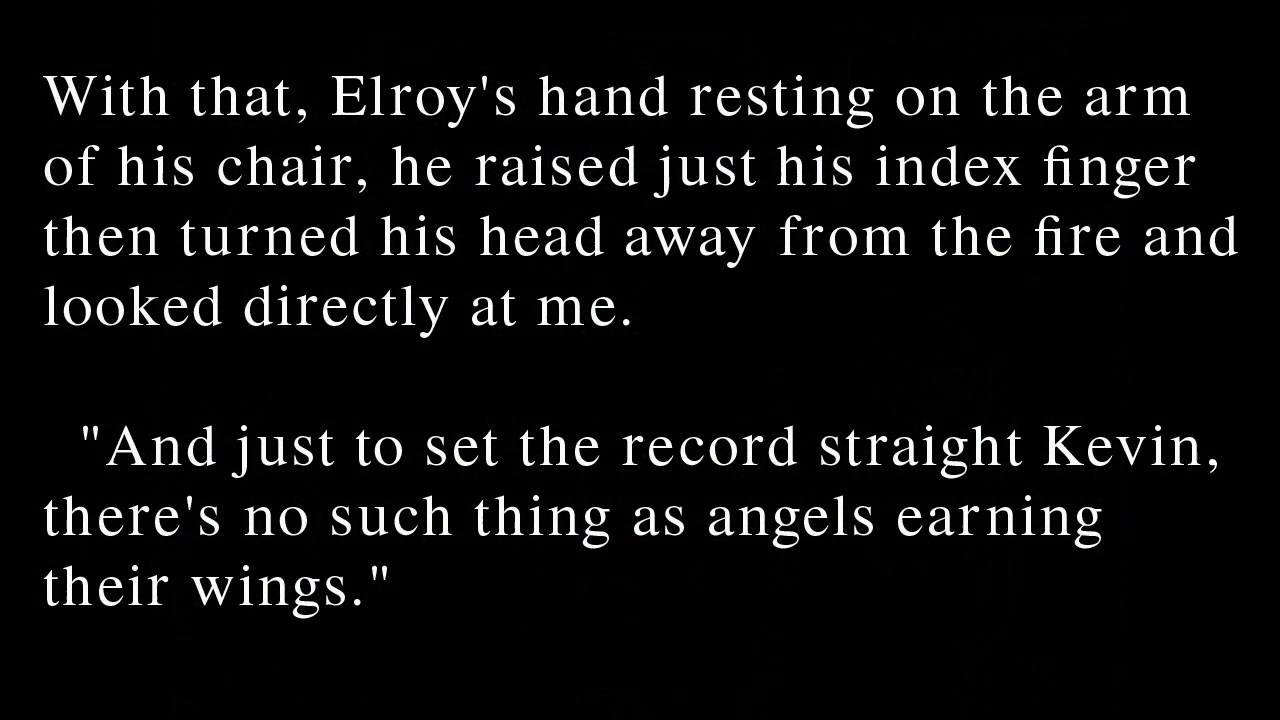 With that, Elroy's hand resting on the arm
of his chair, he raised just his index finger
then turned his head away from the fire and
looked directly at me.
"And just to set the record straight Kevin,
there's no such thing as angels earning
their wings."